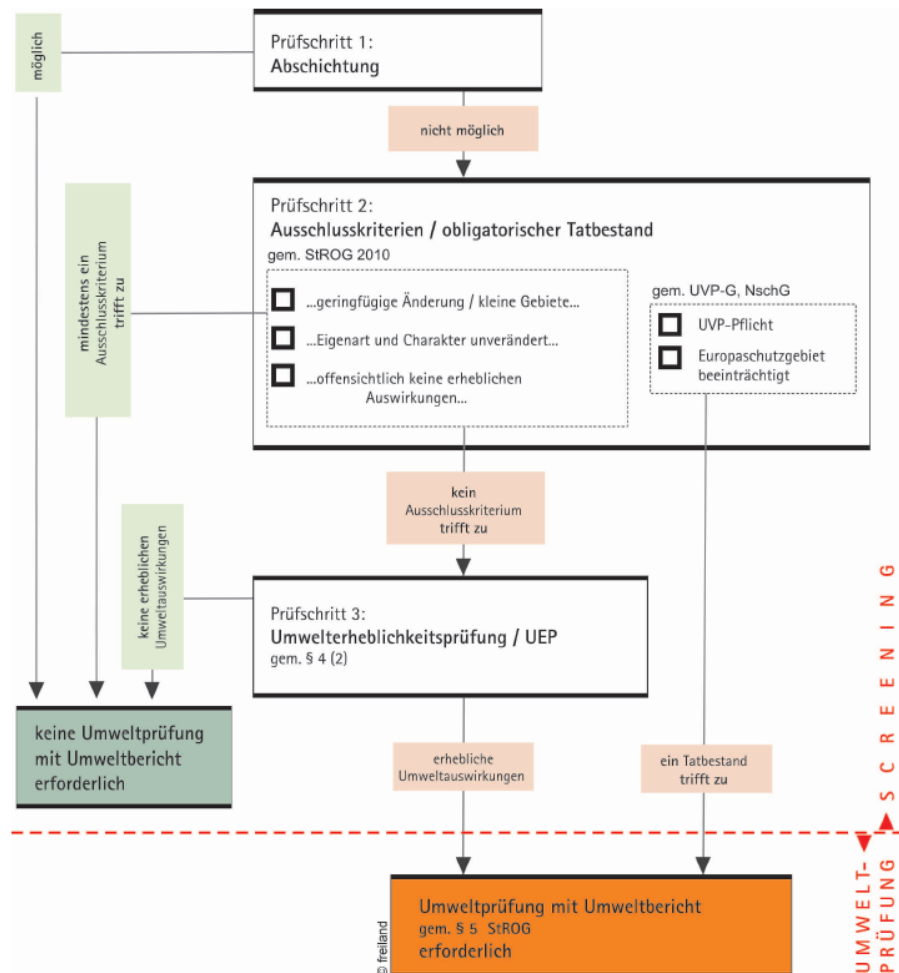 möglich
Prüfschritt 1:
Abschichtung
nicht möglich
mindestens ein
Ausschlusskriterium
trifft zu
Prüfschritt 2:
Ausschlusskriterien / obligatorischer Tatbestand
gem. StROG 2010
...geringfügige Änderung / kleine Gebiete...
...Eigenart und Charakter unverändert...
...offensichtlich keine erheblichen
Auswirkungen...
gem. UVP-G, NschG
UVP-Pflicht
Europaschutzgebiet
beeinträchtigt
kein
Ausschlusskriterium
trifft zu
keine erheblichen
Umweltauswirkungen
Prüfschritt 3:
Umwelterheblichkeitsprüfung / UEP
gem. § 4 (2)
keine Umweltprüfung
mit Umweltbericht
erforderlich
erhebliche
Umweltauswirkungen
ein Tatbestand
trifft zu
SCREENING
UMWELT-
PRÜFUNG
Umweltprüfung mit Umweltbericht
gem. § 5 StROG
erforderlich
© freiland